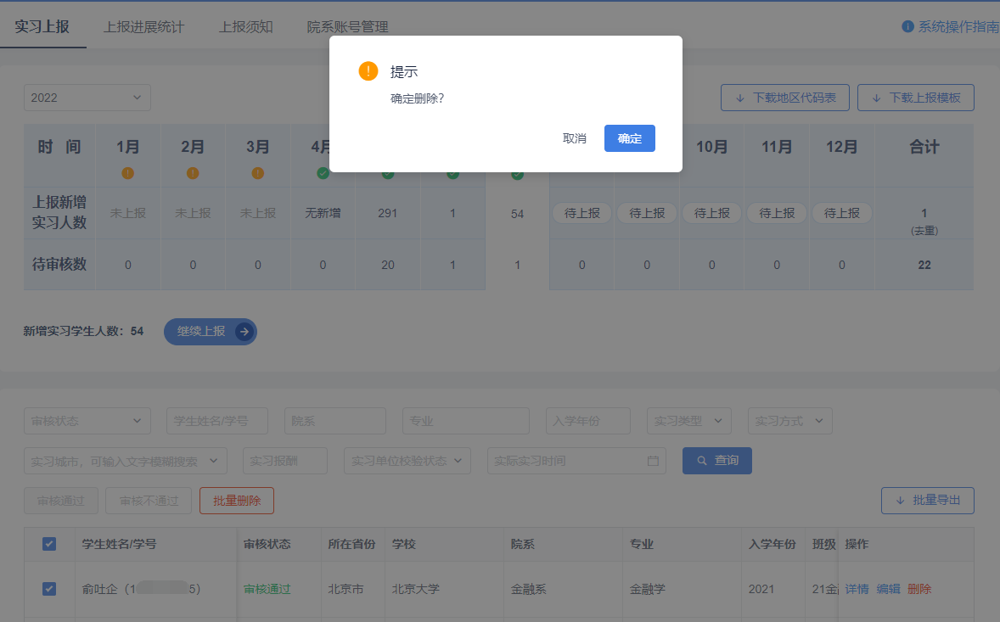 实习上报 上报进展统计 上报须知 院系账号管理 系统操作指南
提示
确定删除？
取消 确定
2022 下载地区代码表 下载上报模板
时 间 1月 2月 3月 4月 10月 11月 12月 合计
上报新增实习人数 未上报 未上报 未上报 无新增 291 1 54 待上报 待上报 待上报 待上报 待上报 1 (去重)
待审核数 0 0 0 0 20 1 1 0 0 0 0 0 22
新增实习学生人数：54 继续上报
审核状态 学生姓名/学号 院系 专业 入学年份 实习类型 实习方式
实习城市，可输入文字模糊搜索 实习报酬 实习单位校验状态 实际实习时间 查询
审核通过 审核不通过 批量删除 批量导出
学生姓名/学号 审核状态 所在省份 学校 院系 专业 入学年份 班级 操作
俞吐企（1 5） 审核通过 北京市 北京大学 金融系 金融学 2021 21金 详情 编辑 删除